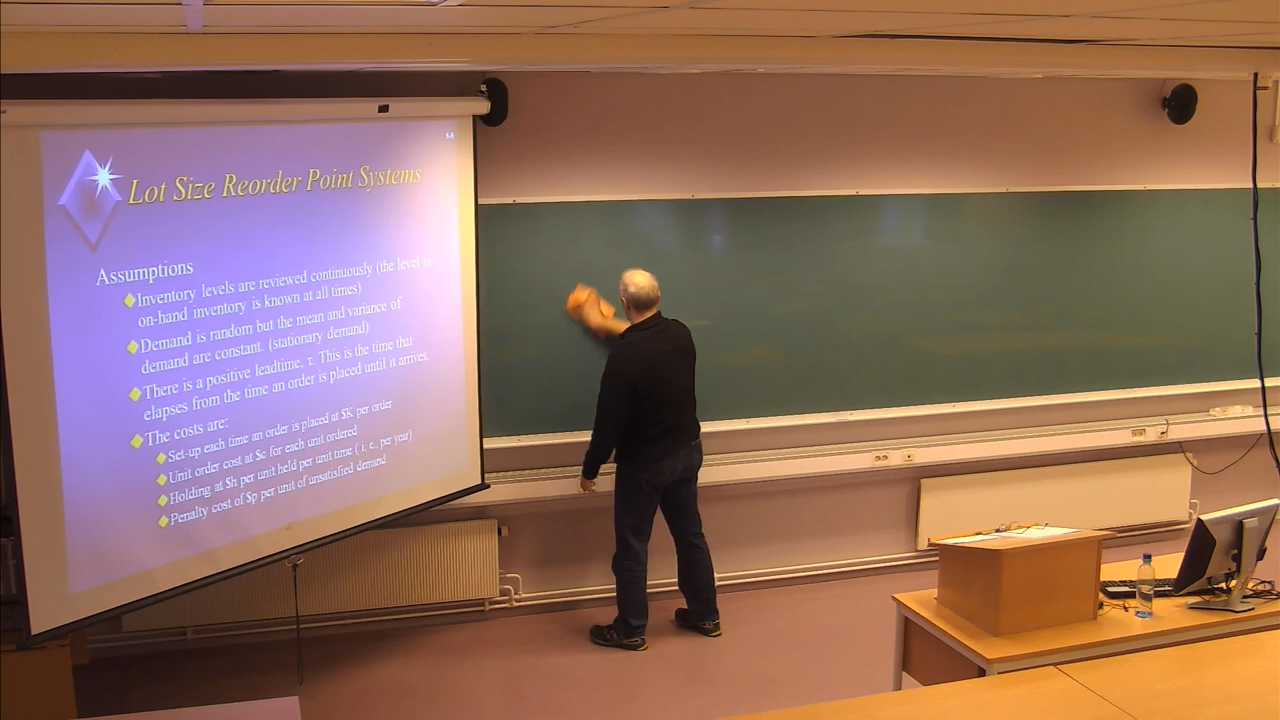 5.8
Lot Size Reorder Point Systems
Assumptions
Inventory levels are reviewed continuously (the level of
on-hand inventory is known at all times)
Demand is random but the mean and variance of
demand are constant. (stationary demand)
There is a positive leadtime, τ. This is the time that
elapses from the time an order is placed until it arrives.
The costs are:
Set-up each time an order is placed at $K per order
Unit order cost at $c for each unit ordered
Holding at $h per unit held per unit time ( i. e., per year)
Penalty cost of $p per unit of unsatisfied demand